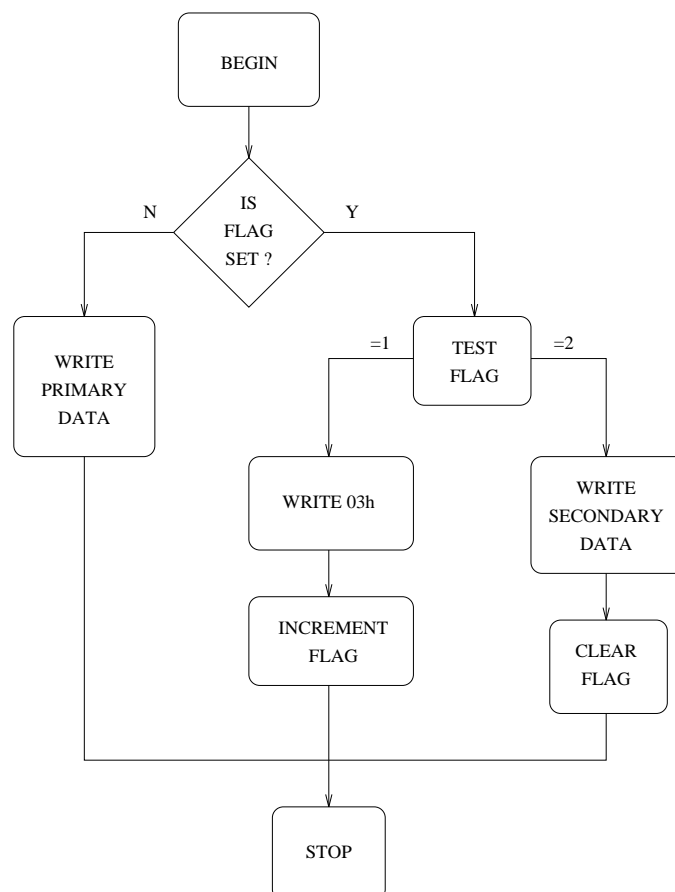 BEGIN
IS
FLAG
SET ?
N
Y
WRITE
PRIMARY
DATA
=1
TEST
FLAG
=2
WRITE 03h
WRITE
SECONDARY
DATA
INCREMENT
FLAG
CLEAR
FLAG
STOP